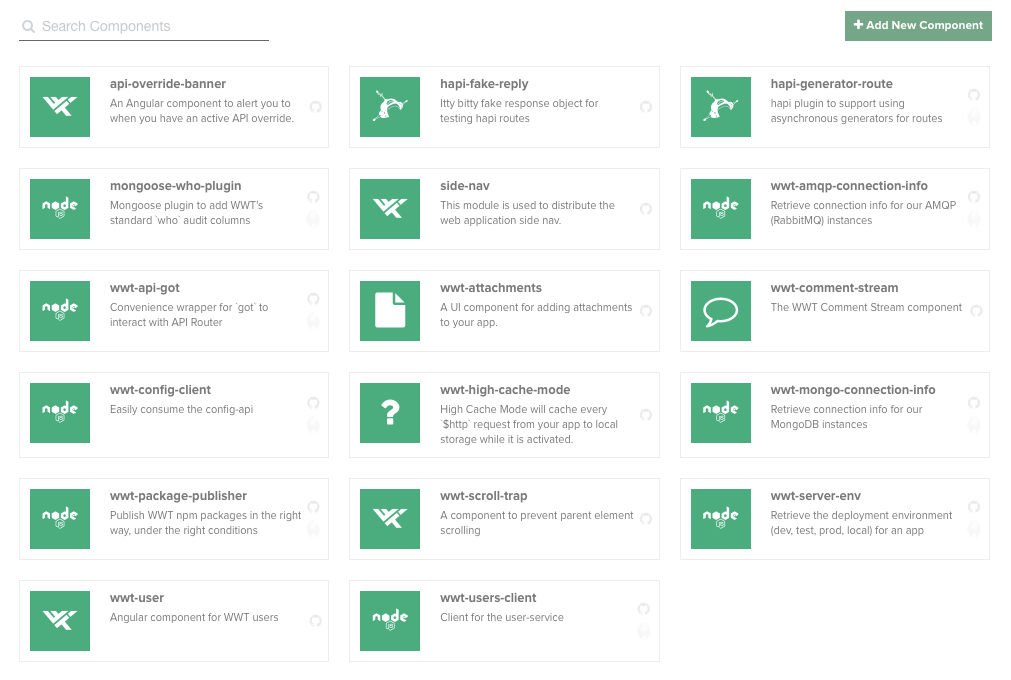 Search Components
Add New Component
api-override-banner
An Angular component to alert you to
when you have an active API override.
hapi-fake-reply
Itty bitty fake response object for
testing hapi routes
hapi-generator-route
hapi plugin to support using
asynchronous generators for routes
node
JS
mongoose-who-plugin
Mongoose plugin to add WWT's
standard `who` audit columns
side-nav
This module is used to distribute the
web application side nav.
node
JS
wwt-amqp-connection-info
Retrieve connection info for our AMQP
(RabbitMQ) instances
node
JS
wwt-api-got
Convenience wrapper for `got` to
interact with API Router
wwt-attachments
A UI component for adding attachments
to your app.
wwt-comment-stream
The WWT Comment Stream component
node
JS
wwt-config-client
Easily consume the config-api
?
wwt-high-cache-mode
High Cache Mode will cache every
`$http` request from your app to local
storage while it is activated.
node
JS
wwt-mongo-connection-info
Retrieve connection info for our
MongoDB instances
node
JS
wwt-package-publisher
Publish WWT npm packages in the right
way, under the right conditions
wwt-scroll-trap
A component to prevent parent element
scrolling
node
JS
wwt-server-env
Retrieve the deployment environment
(dev, test, prod, local) for an app
wwt-user
Angular component for WWT users
node
JS
wwt-users-client
Client for the user-service